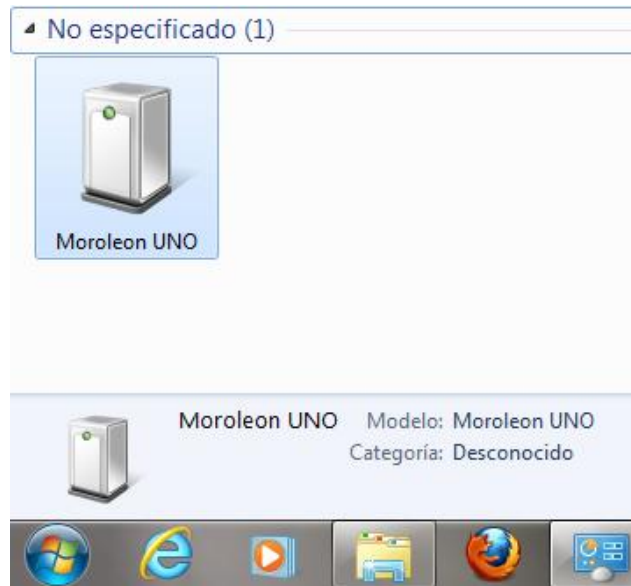 No especificado (1)
Moroleon UNO
Moroleon UNO Modelo: Moroleon UNO
Categoría: Desconocido